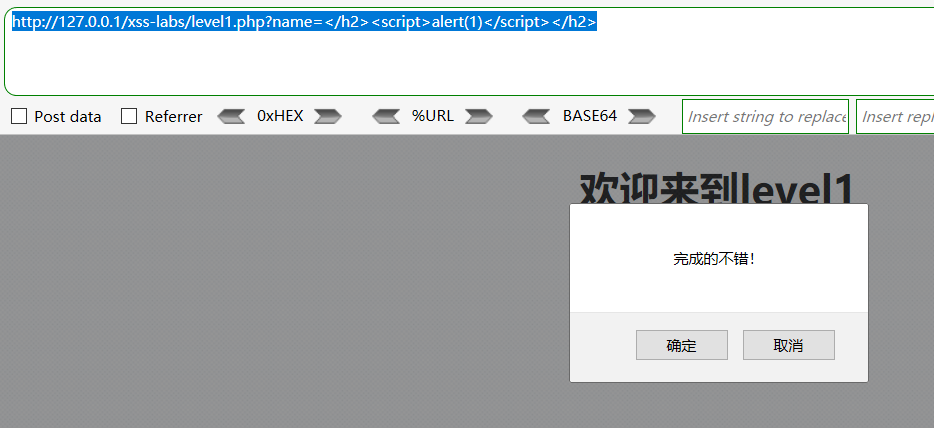 http://127.0.0.1/xss-labs/level1.php?name=</h2><script>alert(1)</script></h2>
Post data Referrer 0xHEX %URL BASE64 Insert string to replace Insert repl
欢迎来到level1
完成的不错！
确定 取消